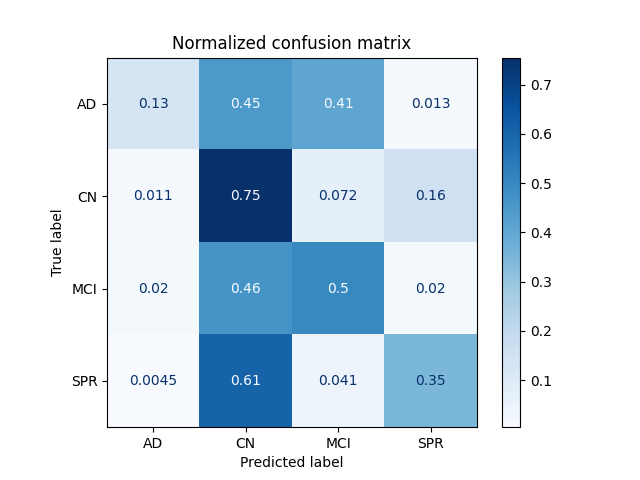 Normalized confusion matrix
True label
AD 0.13 0.45 0.41 0.013
CN 0.011 0.75 0.072 0.16
MCI 0.02 0.46 0.5 0.02
SPR 0.0045 0.61 0.041 0.35
AD CN MCI SPR
Predicted label
0.7
0.6
0.5
0.4
0.3
0.2
0.1